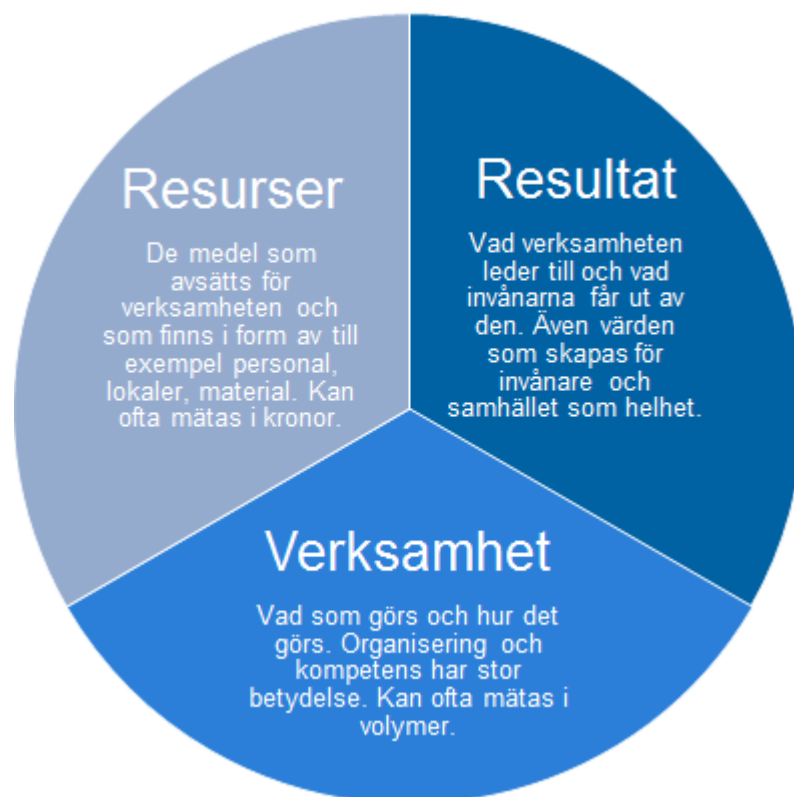 Resurser
De medel som
avsätts för
verksamheten och
som finns i form av till
exempel personal,
lokaler, material. Kan
ofta mätas i kronor.
Resultat
Vad verksamheten
leder till och vad
invånarna får ut av
den. Även värden
som skapas för
invånare och
samhället som helhet.
Verksamhet
Vad som görs och hur det
görs. Organisering och
kompetens har stor
betydelse. Kan ofta mätas i
volymer.